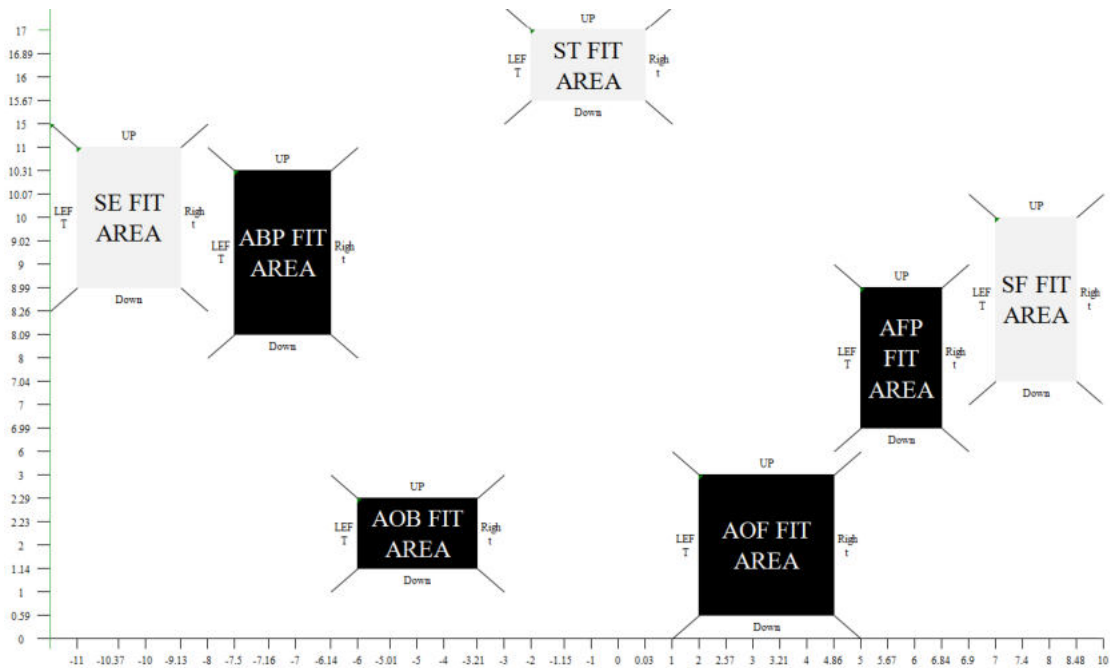 17
16.89
16
15.67
15
11
10.31
10.07
10
9.02
9
8.99
8.26
8.09
8
7.04
7
6.99
6
3
2.29
2.23
2
1.14
1
0.59
0
UP
LEF
T
ST FIT
AREA
Righ
t
Down
UP
LEF
T
SE FIT
AREA
Righ
t
Down
UP
LEF
T
ABP FIT
AREA
Righ
t
Down
UP
LEF
T
SF FIT
AREA
Righ
t
Down
UP
LEF
T
AFP
FIT
AREA
Righ
t
Down
UP
LEF
T
AOB FIT
AREA
Righ
t
Down
UP
LEF
T
AOF FIT
AREA
Righ
t
Down
-11 -10.37 -10 -9.13 -8 -7.5 -7.16 -7 -6.14 -6 -5.01 -5 -4 -3.21 -3 -2 -1.15 -1 0 0.03 1 2 2.57 3 3.21 4 4.86 5 5.67 6 6.84 6.9 7 7.4 8 8.48 10